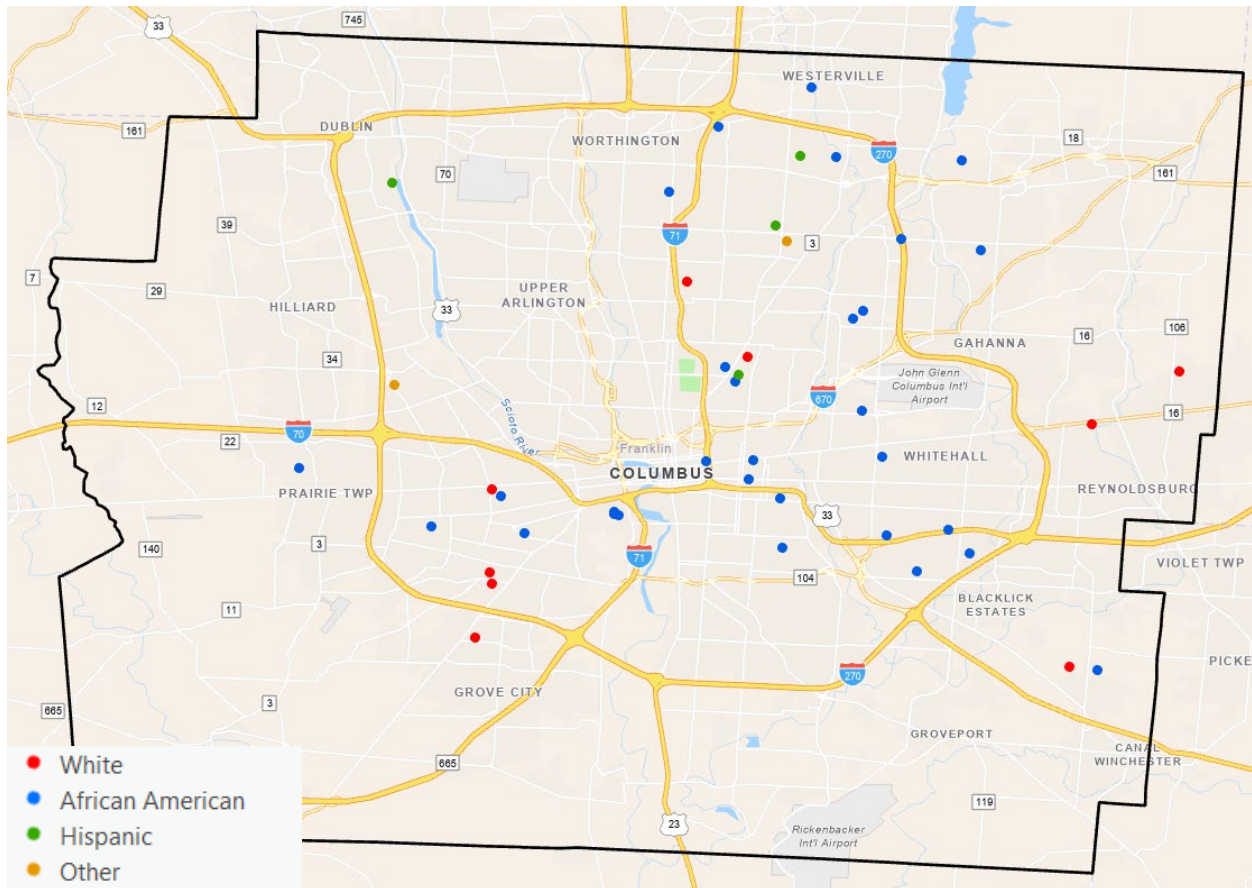 745
33
WESTERVILLE
DUBLIN
161
WORTHINGTON
18
270
70
161
39
71
3
7
29
UPPER
ARLINGTON
HILLIARD
33
106
16
GAHANNA
34
John Glenn
Columbus Int'l
Airport
670
12
Scioto River
16
70
22
Franklin
WHITEHALL
COLUMBUS
PRAIRIE TWP
REYNOLDSBURG
33
3
140
71
VIOLET TWP
104
11
BLACKLICK
ESTATES
PICKE
270
GROVE CITY
3
665
GROVEPORT
CANAL
WINCHESTER
665
119
23
Rickenbacker
Int'l Airport
White
African American
Hispanic
Other